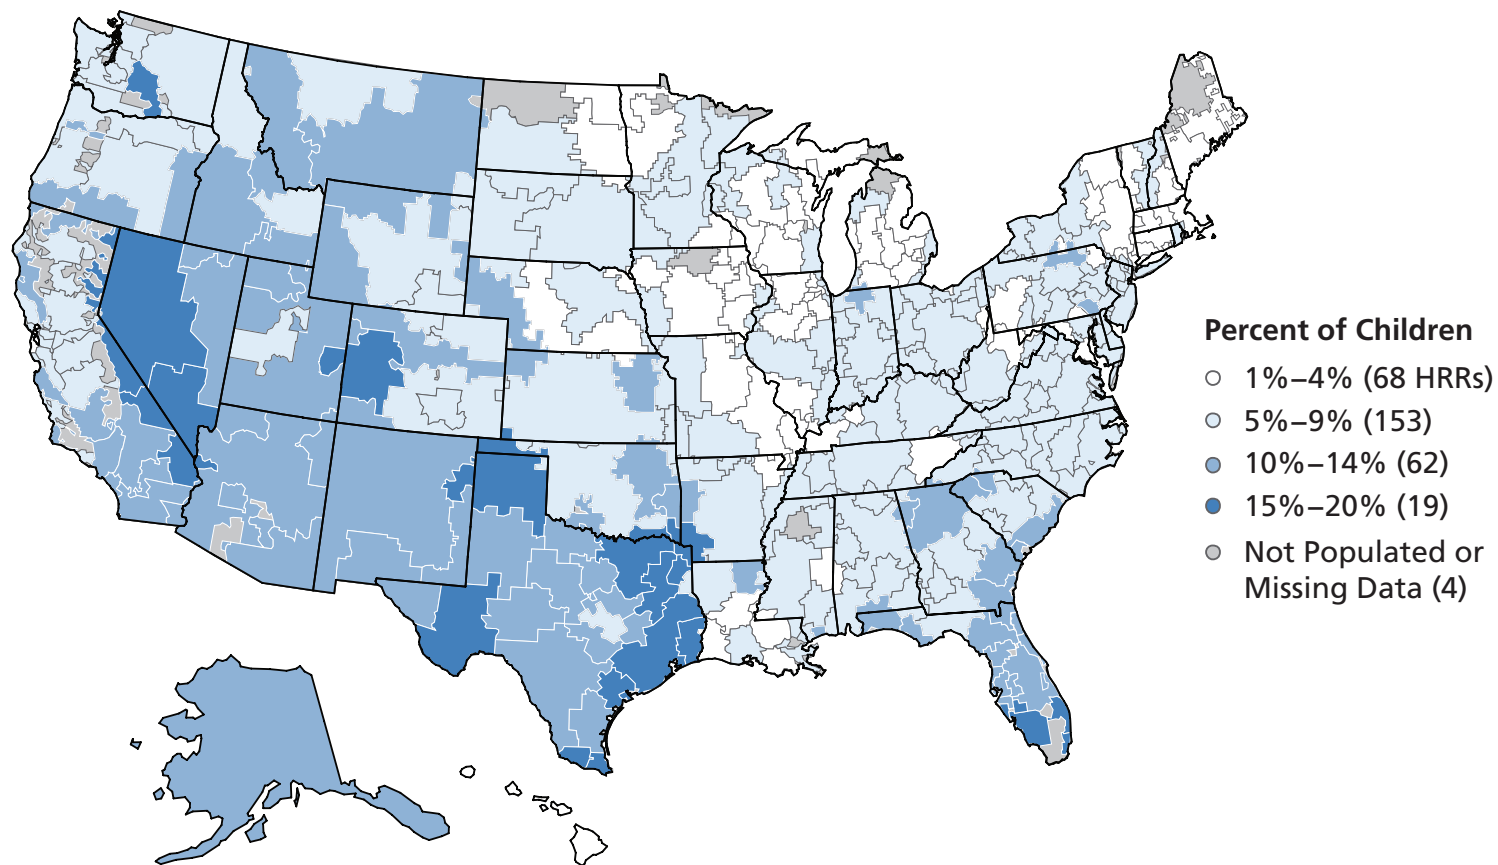 Percent of Children
1%–4% (68 HRRs)
5%–9% (153)
10%–14% (62)
15%–20% (19)
Not Populated or
Missing Data (4)